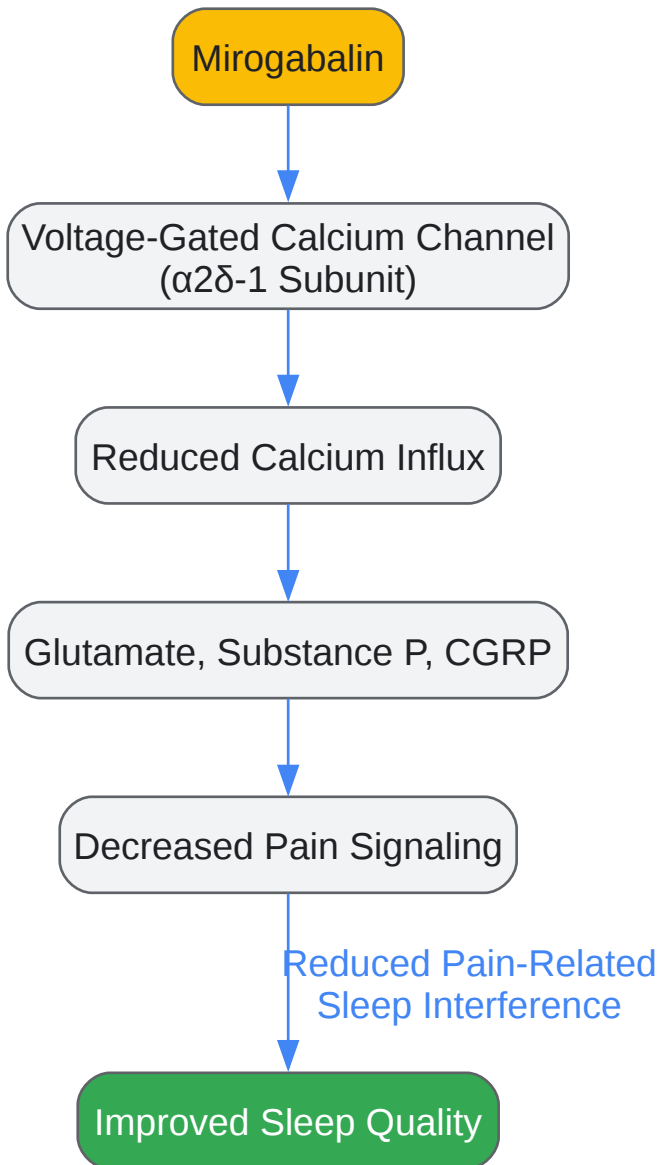 Mirogabalin
Voltage-Gated Calcium Channel
(α2δ-1 Subunit)
Reduced Calcium Influx
Glutamate, Substance P, CGRP
Decreased Pain Signaling
Reduced Pain-Related
Sleep Interference
Improved Sleep Quality